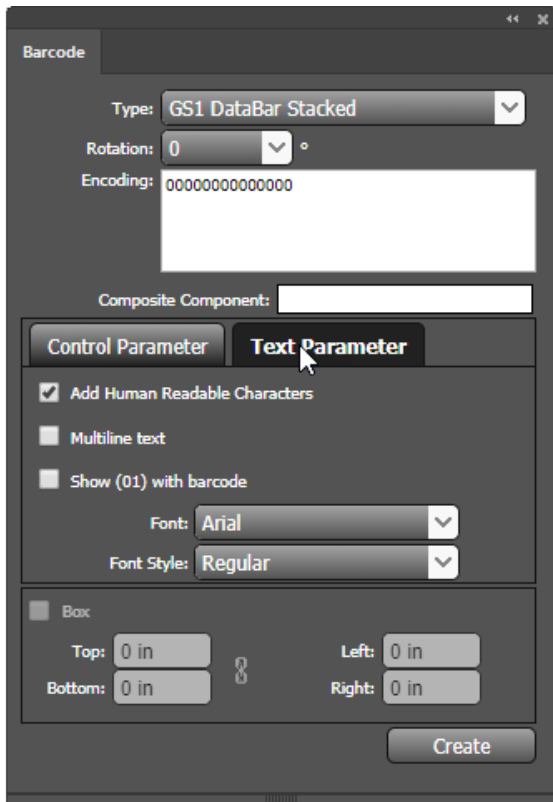 Barcode
Type: GS1 DataBar Stacked
Rotation: 0 °
Encoding: 00000000000000
Composite Component:
Control Parameter Text Parameter
Add Human Readable Characters
Multiline text
Show (01) with barcode
Font: Arial
Font Style: Regular
Box
Top: 0 in Left: 0 in
Bottom: 0 in Right: 0 in
Create